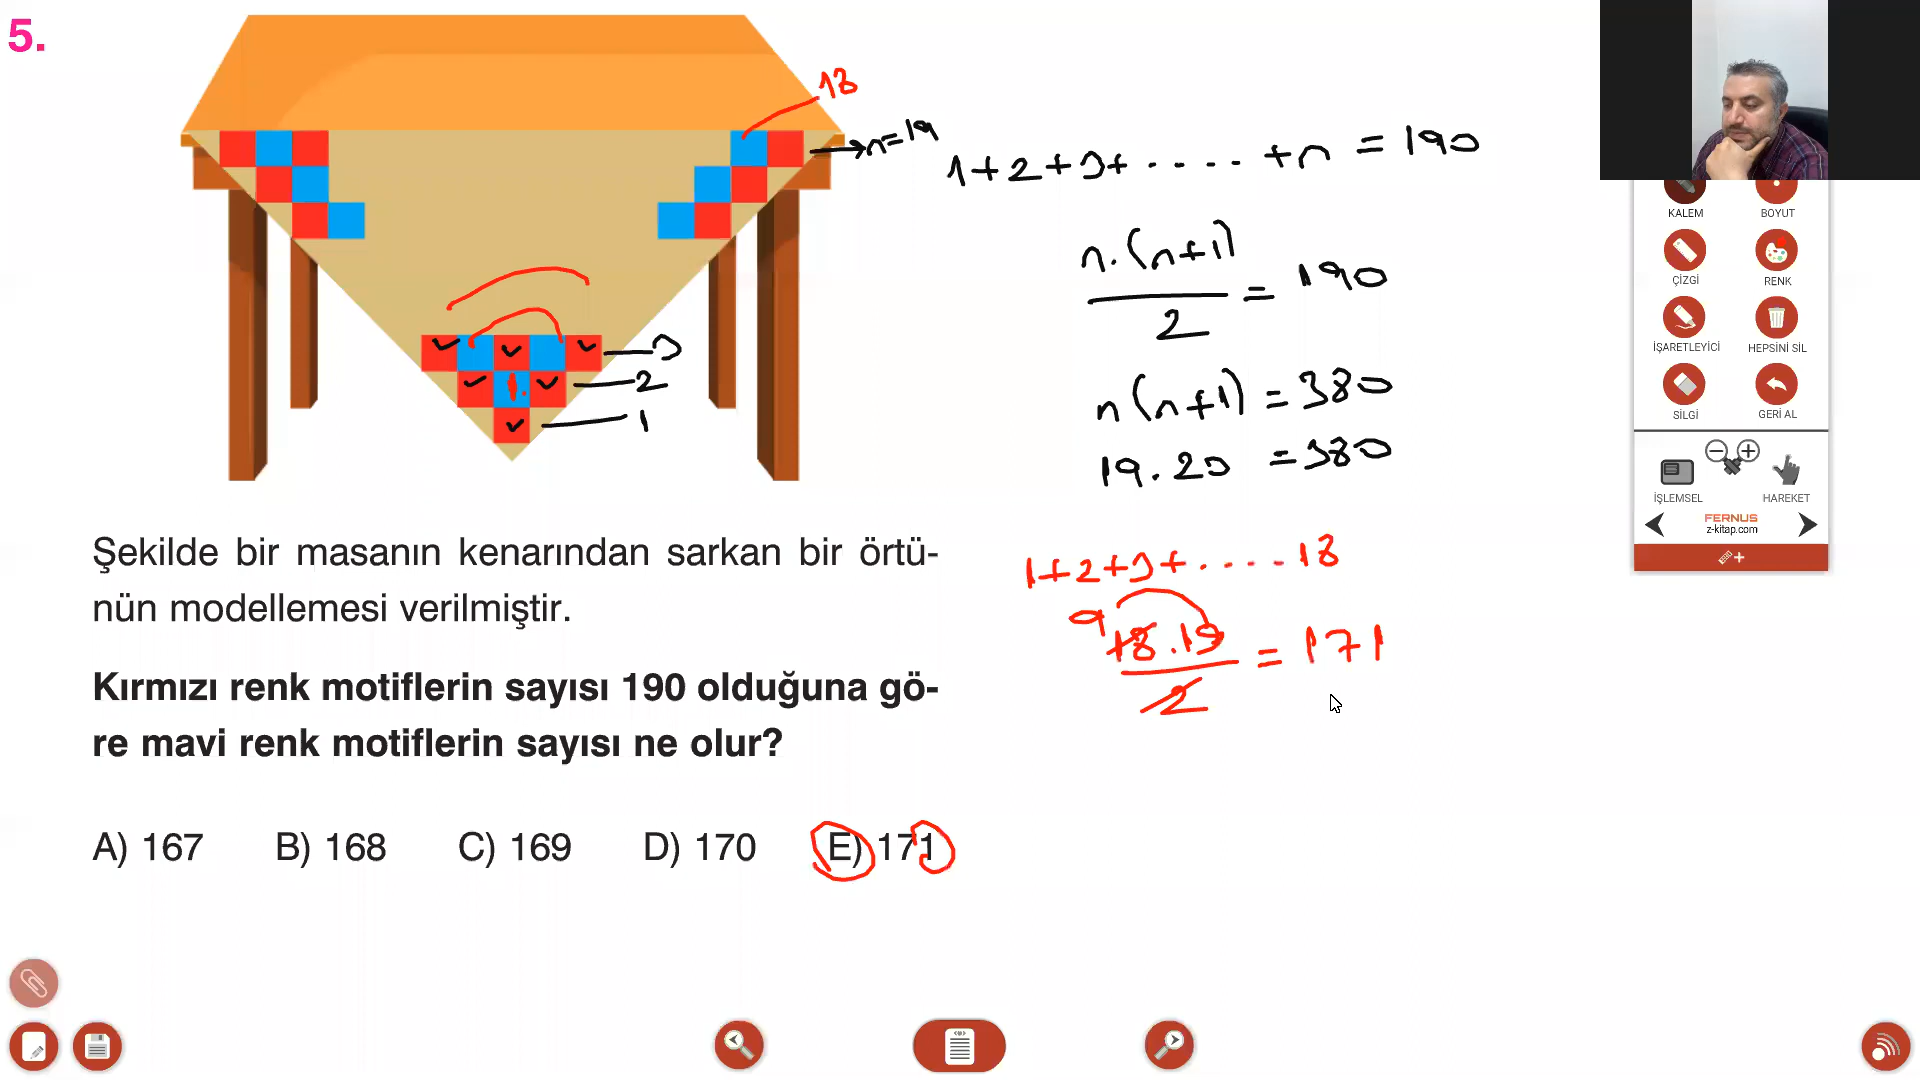 5.
18
n=19
1+2+3+.....+n=190
n.(n+1)
2
=190
n(n+1)=380
19.20=380
3
2
1
1.
Şekilde bir masanın kenarından sarkan bir örtü-
nün modellemesi verilmiştir.
Kırmızı renk motiflerin sayısı 190 olduğuna gö-
re mavi renk motiflerin sayısı ne olur?
A) 167 B) 168 C) 169 D) 170 E) 171
1+2+3+.....18
9
18.19
2
=171
KALEM BOYUT
ÇİZGİ RENK
İŞARETLEYİCİ HEPSİNİ SİL
SİLGİ GERİ AL
İŞLEMSEL HAREKET
FERNUS
z-kitap.com